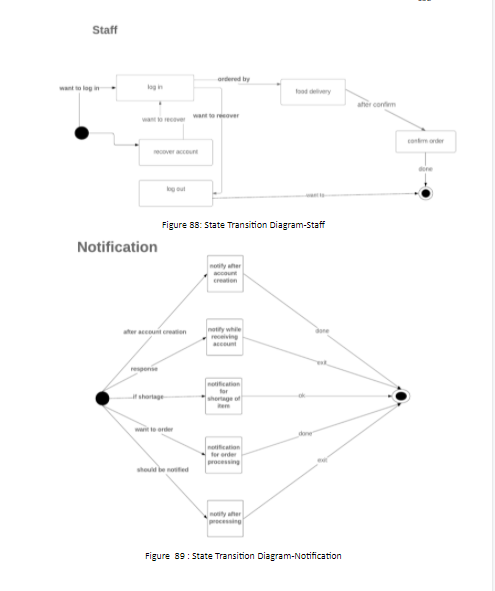 Staff
ordered by
want to log in
log in
food delivery
after confirm
want to recover
want to recover
confirm order
recover account
done
log out
want to
Figure 88: State Transition Diagram-Staff
Notification
notify after
account
creation
after account creation
notify while
receiving
account
done
exit
response
notification
for
shortage of
item
if shortage
ok
want to order
done
notification
for order
processing
exit
should be notified
notify after
processing
Figure 89 : State Transition Diagram-Notification